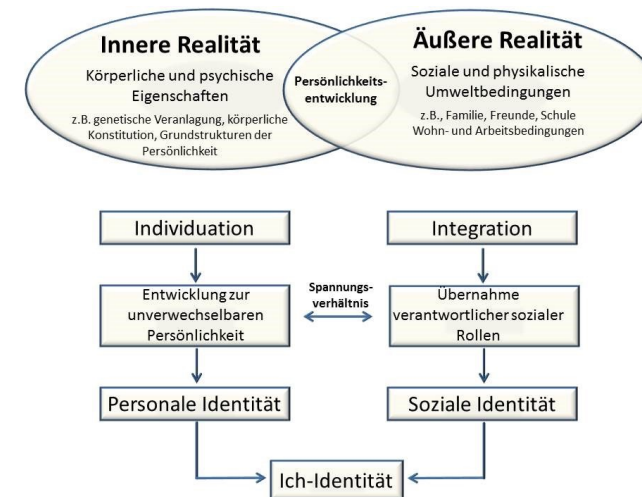 Innere Realität
Körperliche und psychische
Eigenschaften
z.B. genetische Veranlagung, körperliche
Konstitution, Grundstrukturen der
Persönlichkeit
Persönlichkeits-
entwicklung
Äußere Realität
Soziale und physikalische
Umweltbedingungen
z.B., Familie, Freunde, Schule
Wohn- und Arbeitsbedingungen
Individuation
Integration
Entwicklung zur
unverwechselbaren
Persönlichkeit
Spannungs-
verhältnis
Übernahme
verantwortlicher sozialer
Rollen
Personale Identität
Soziale Identität
Ich-Identität